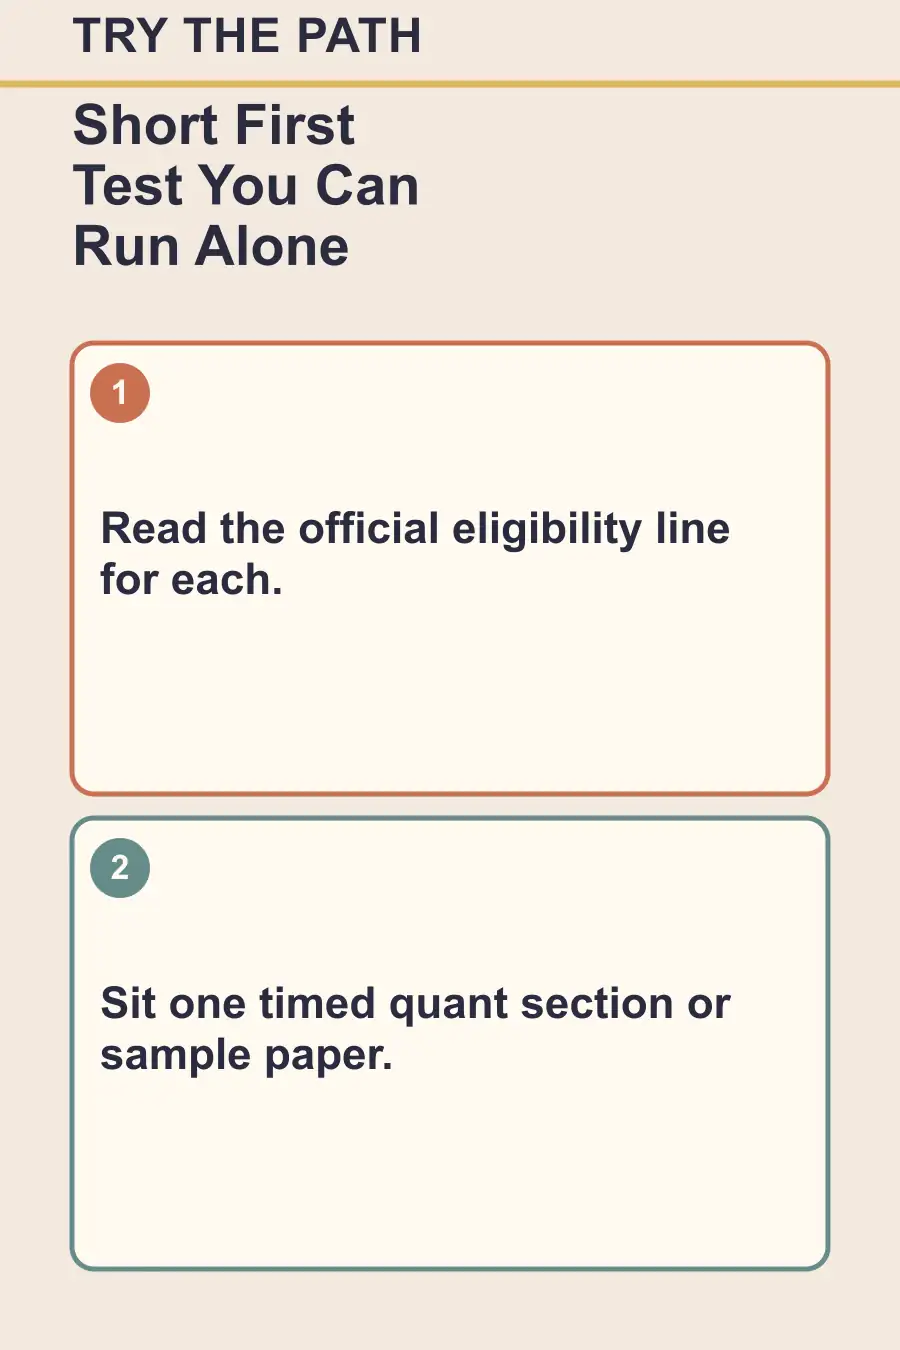 TRY THE PATH
Short First
Test You Can
Run Alone
1
Read the official eligibility line
for each.
2
Sit one timed quant section or
sample paper.